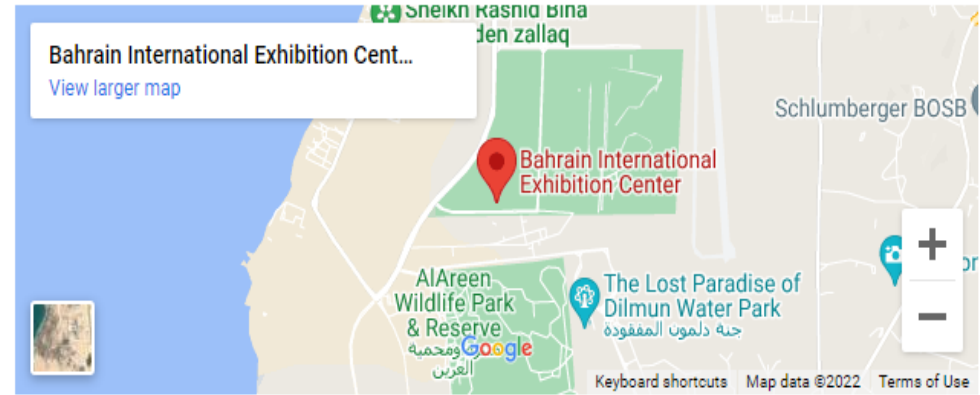 Sheikh Rashid Bina
den zallaq
Bahrain International Exhibition Cent...
View larger map
Schlumberger BOSB
Bahrain International
Exhibition Center
AlAreen
Wildlife Park
& Reserve
ومحمية
العرين
The Lost Paradise of
Dilmun Water Park
جنة دلمون المفقودة
Google
Keyboard shortcuts Map data ©2022 Terms of Use